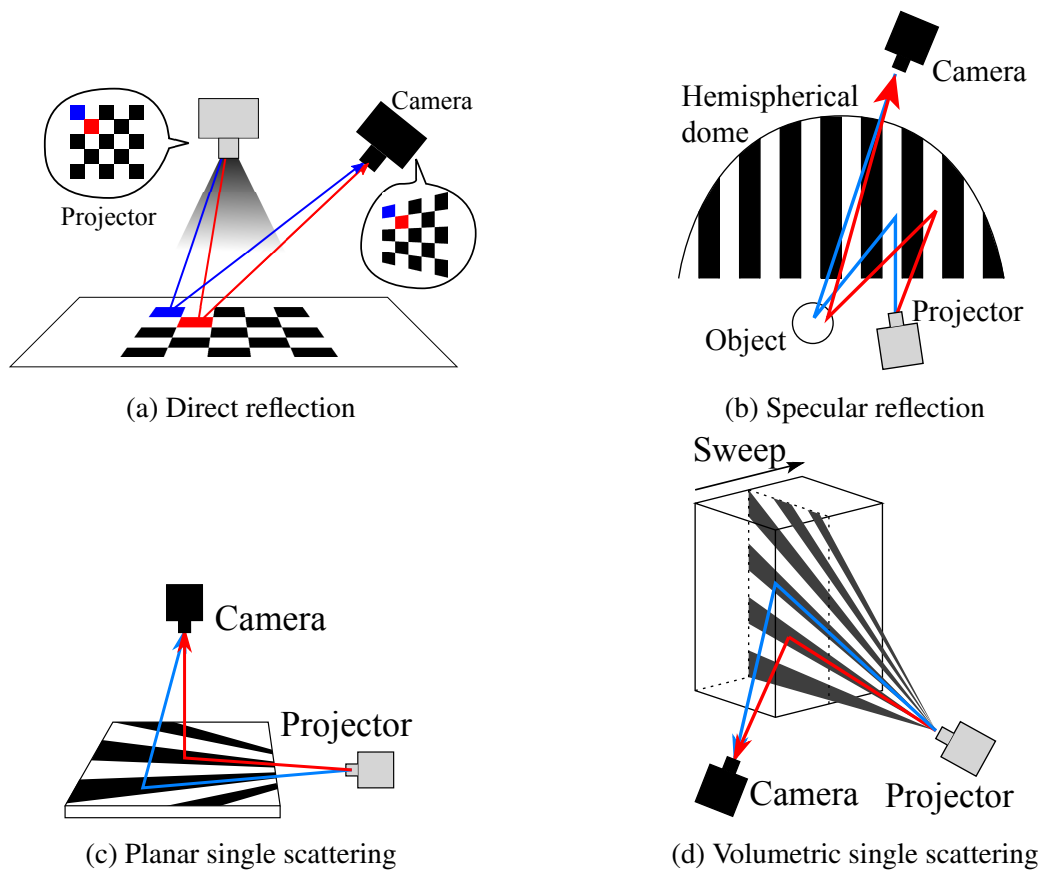 Camera
Projector
(a) Direct reflection
Camera
Hemispherical
dome
Projector
Object
(b) Specular reflection
Camera
Projector
(c) Planar single scattering
Sweep
Camera
Projector
(d) Volumetric single scattering